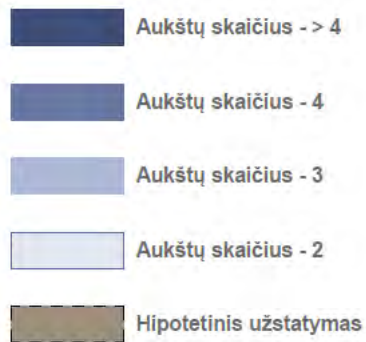 Aukštų skaičius - > 4
Aukštų skaičius - 4
Aukštų skaičius - 3
Aukštų skaičius - 2
Hipotetinis užstatymas